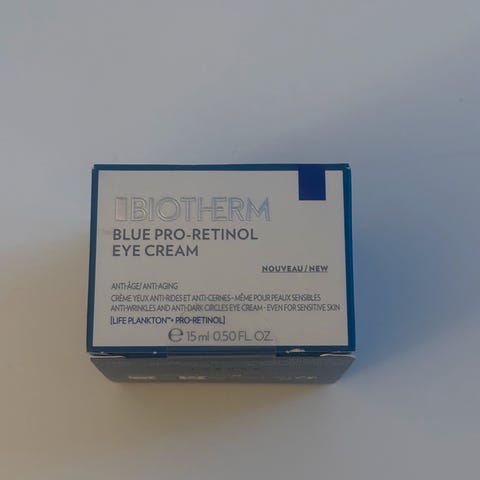 BIOTHERM
BLUE PRO-RETINOL
EYE CREAM
NOUVEAU / NEW
ANTI-ÂGE/ ANTI-AGING
CRÈME YEUX ANTI-RIDES ET ANTI-CERNES - MÊME POUR PEAUX SENSIBLES
ANTI-WRINKLES AND ANTI-DARK CIRCLES EYE CREAM - EVEN FOR SENSITIVE SKIN
[LIFE PLANKTON™+ PRO-RETINOL]
℮ 15 ml 0.50 FL. OZ.